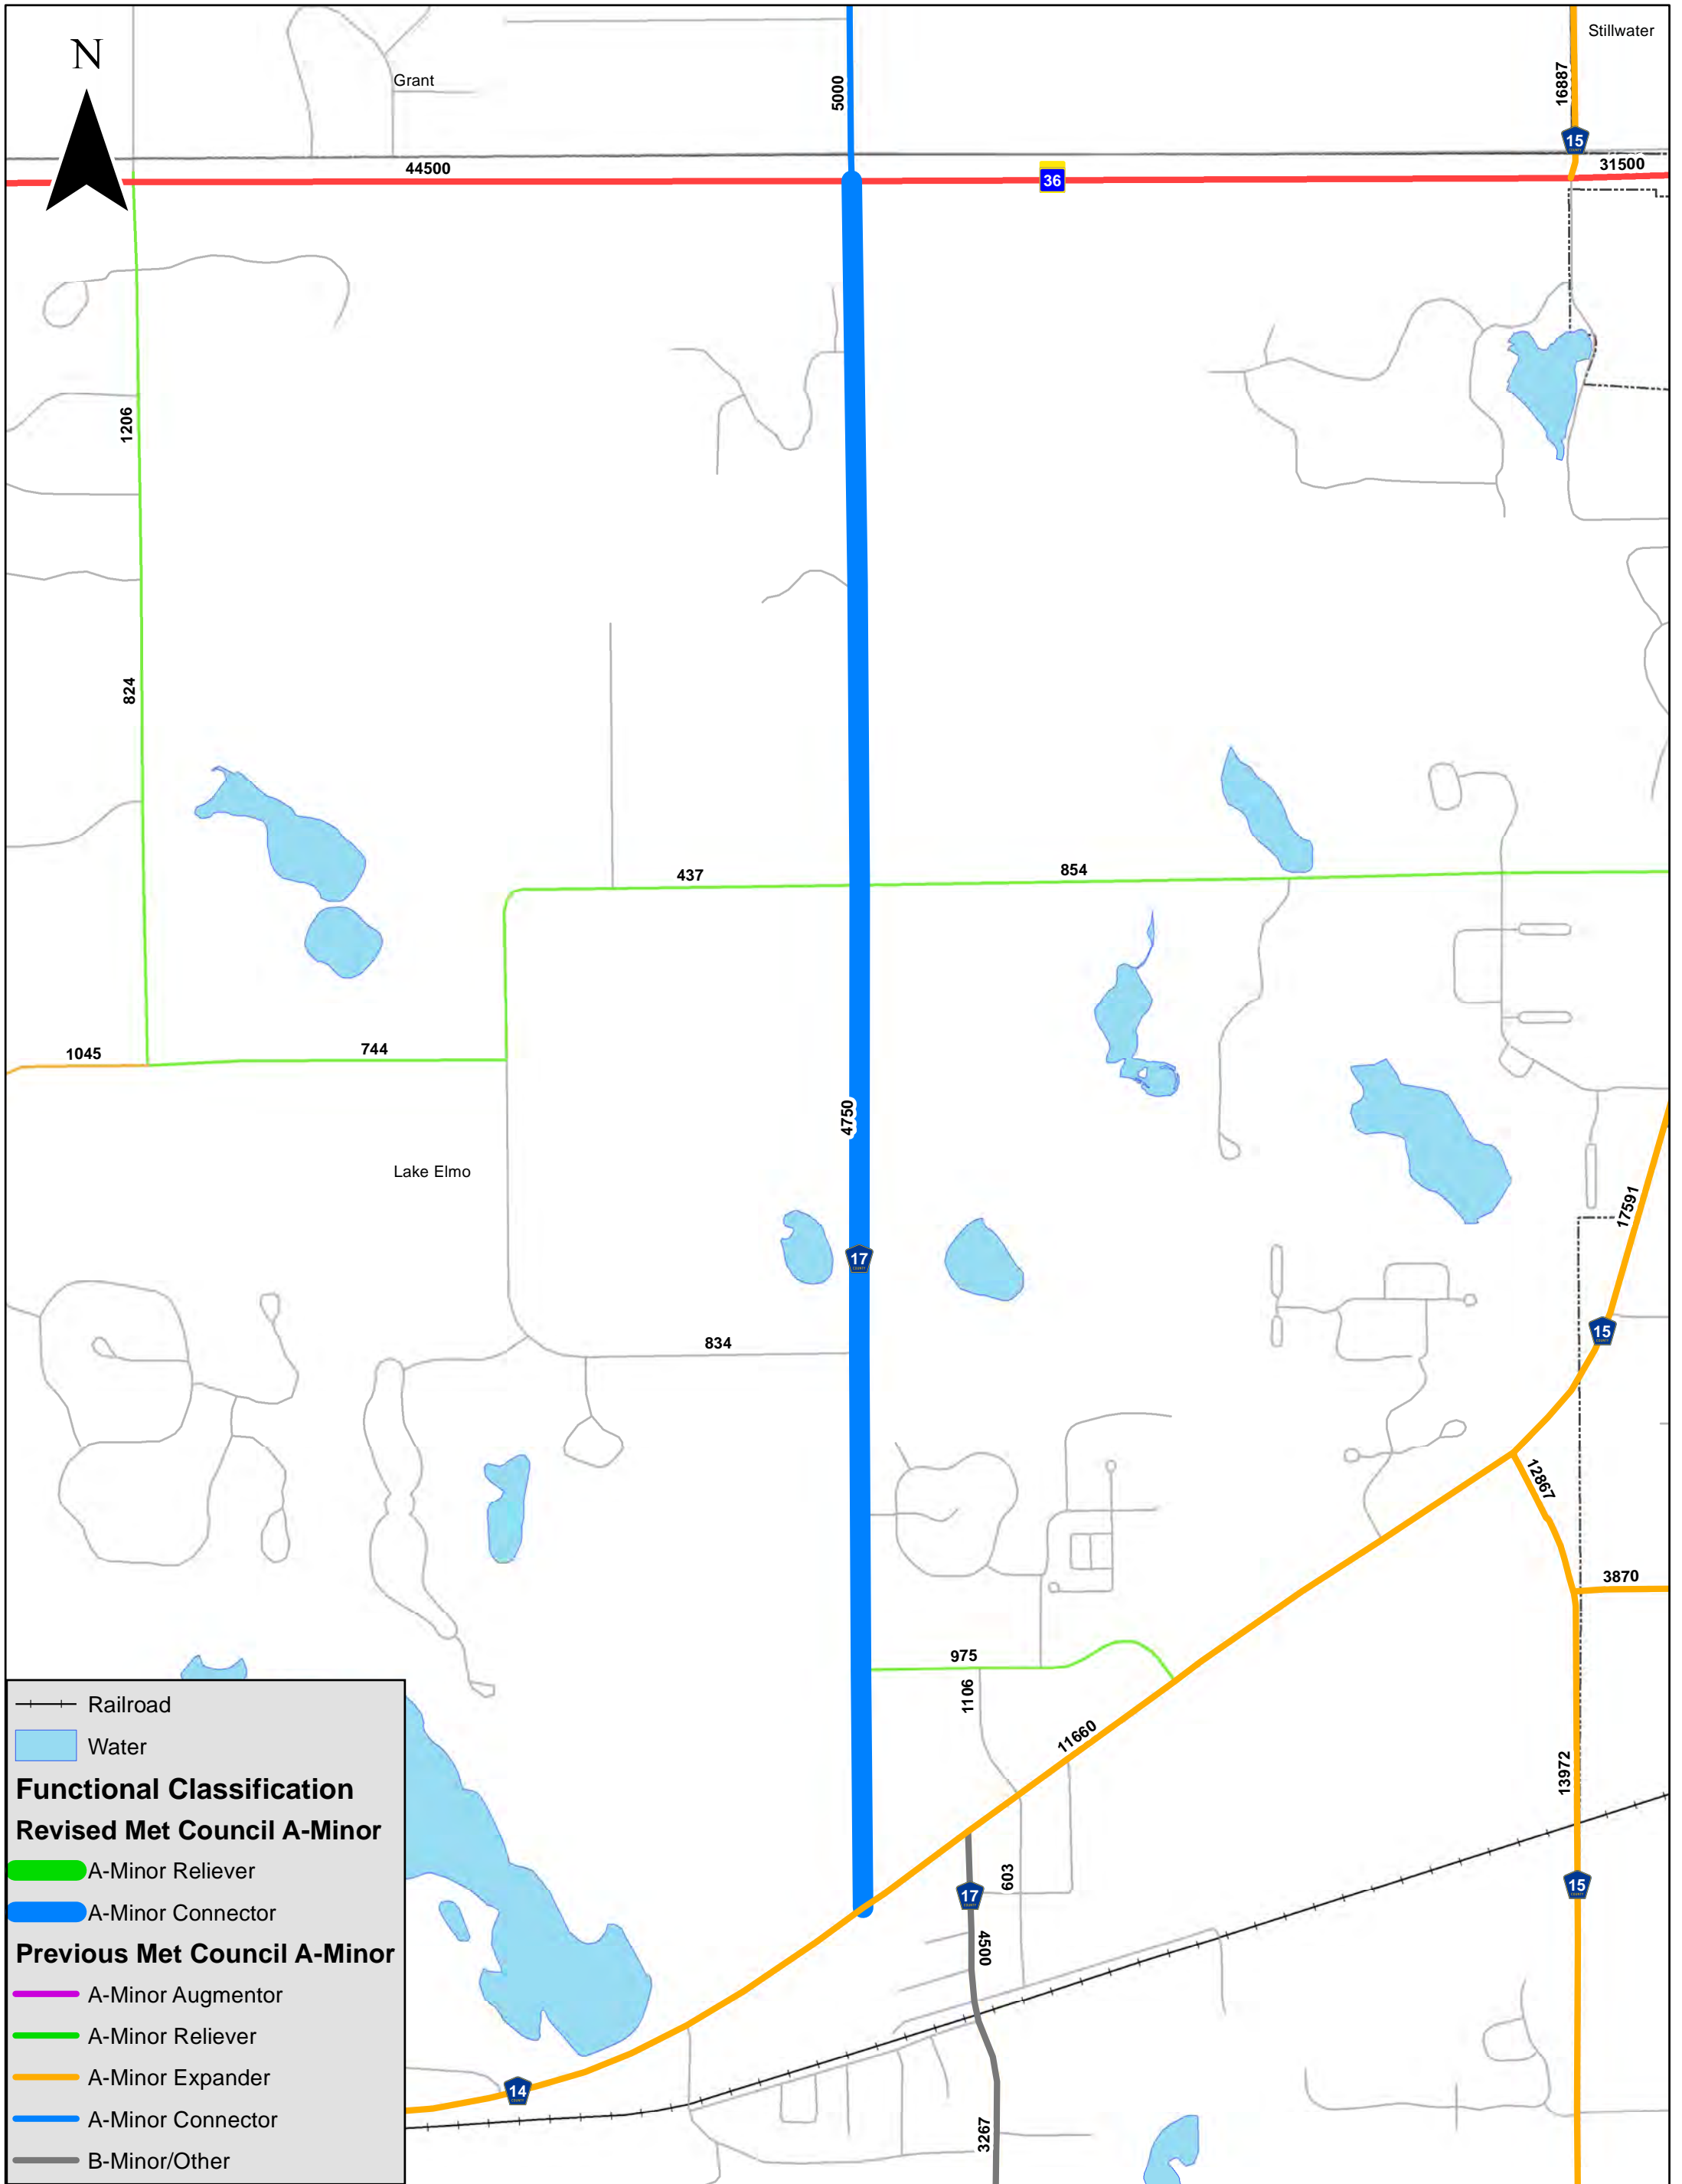 Stillwater
N
Grant
5000
16887
15
44500
36
31500
1206
824
437
854
1045
744
4750
Lake Elmo
17591
17
15
834
12867
3870
975
1106
11660
13972
603
17
15
4500
14
3267
Railroad
Water
Functional Classification
Revised Met Council A-Minor
A-Minor Reliever
A-Minor Connector
Previous Met Council A-Minor
A-Minor Augmentor
A-Minor Reliever
A-Minor Expander
A-Minor Connector
B-Minor/Other